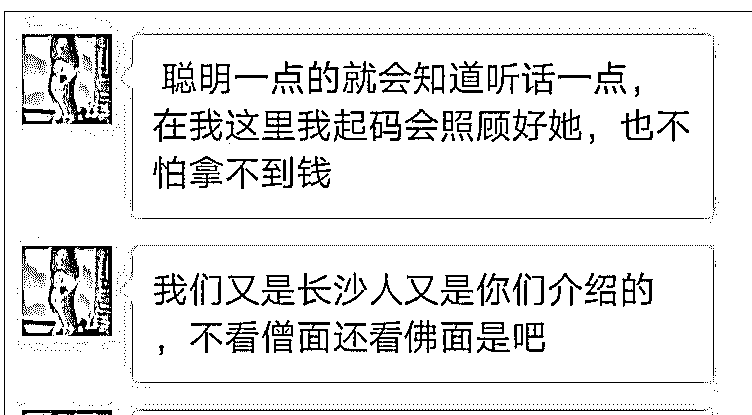 聪明一点的就会知道听话一点，
在我这里我起码会照顾好她，也不
怕拿不到钱
我们又是长沙人又是你们介绍的
，不看僧面还看佛面是吧